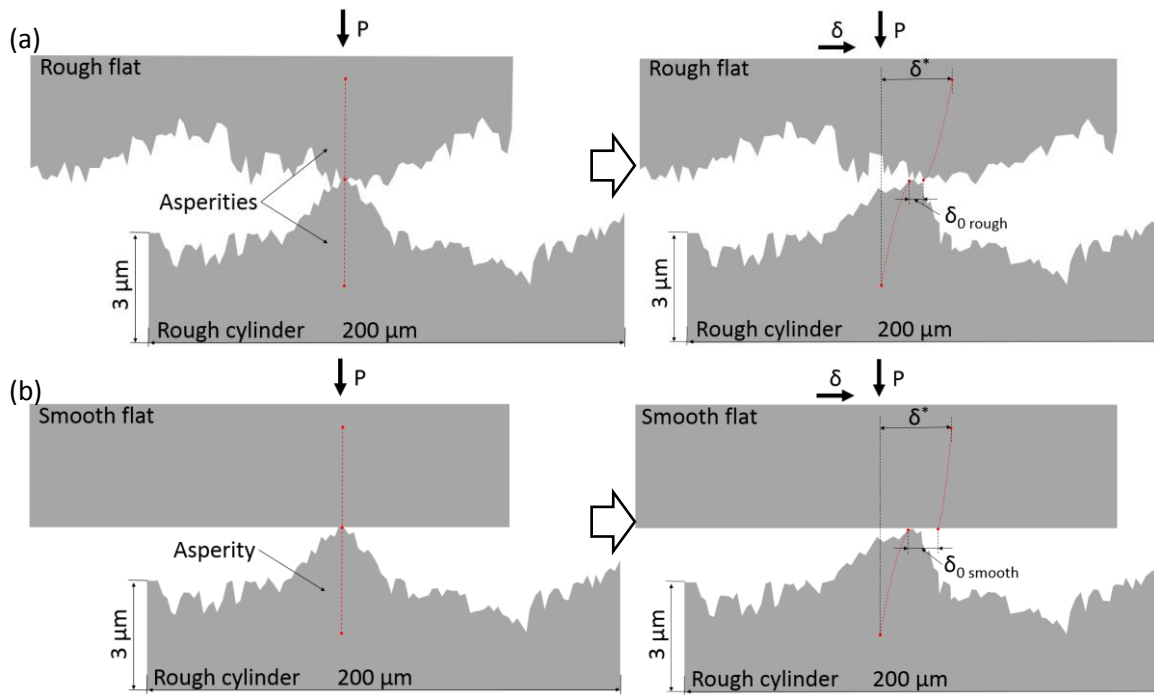 (a)
P
Rough flat
Asperities
3 μm
Rough cylinder 200 μm
δ
P
Rough flat
δ*
δ0 rough
3 μm
Rough cylinder 200 μm
(b)
P
Smooth flat
Asperity
3 μm
Rough cylinder 200 μm
δ
P
Smooth flat
δ*
δ0 smooth
3 μm
Rough cylinder 200 μm